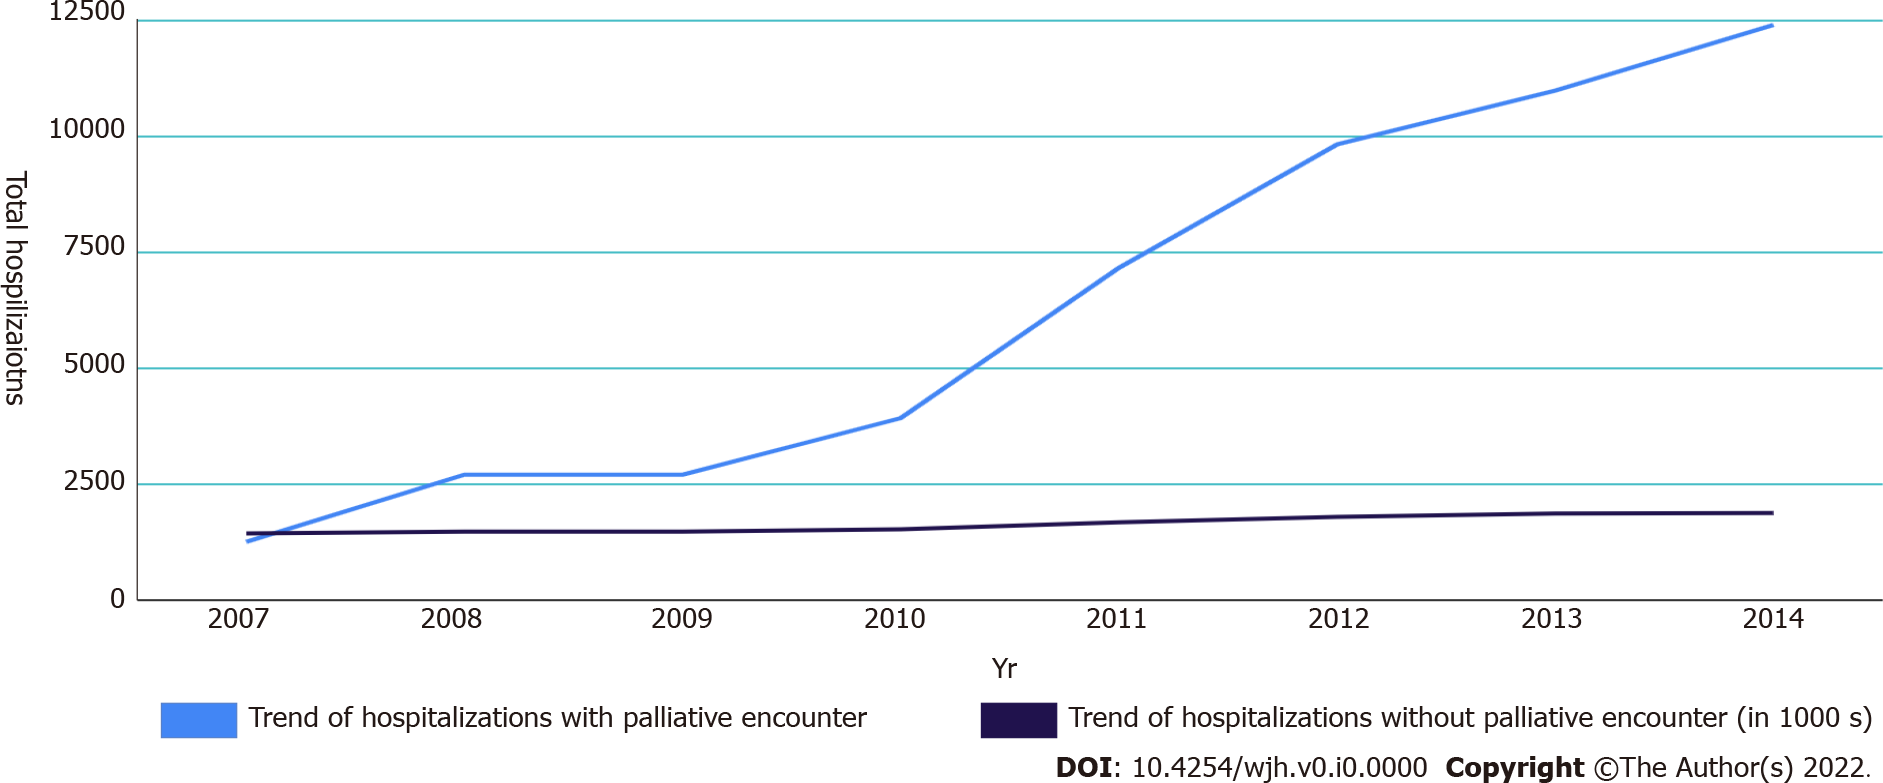 12500
10000
7500
5000
2500
0
Total hospilizaiotns
2007 2008 2009 2010 2011 2012 2013 2014
Yr
Trend of hospitalizations with palliative encounter
Trend of hospitalizations without palliative encounter (in 1000 s)
DOI: 10.4254/wjh.v0.i0.0000 Copyright ©The Author(s) 2022.